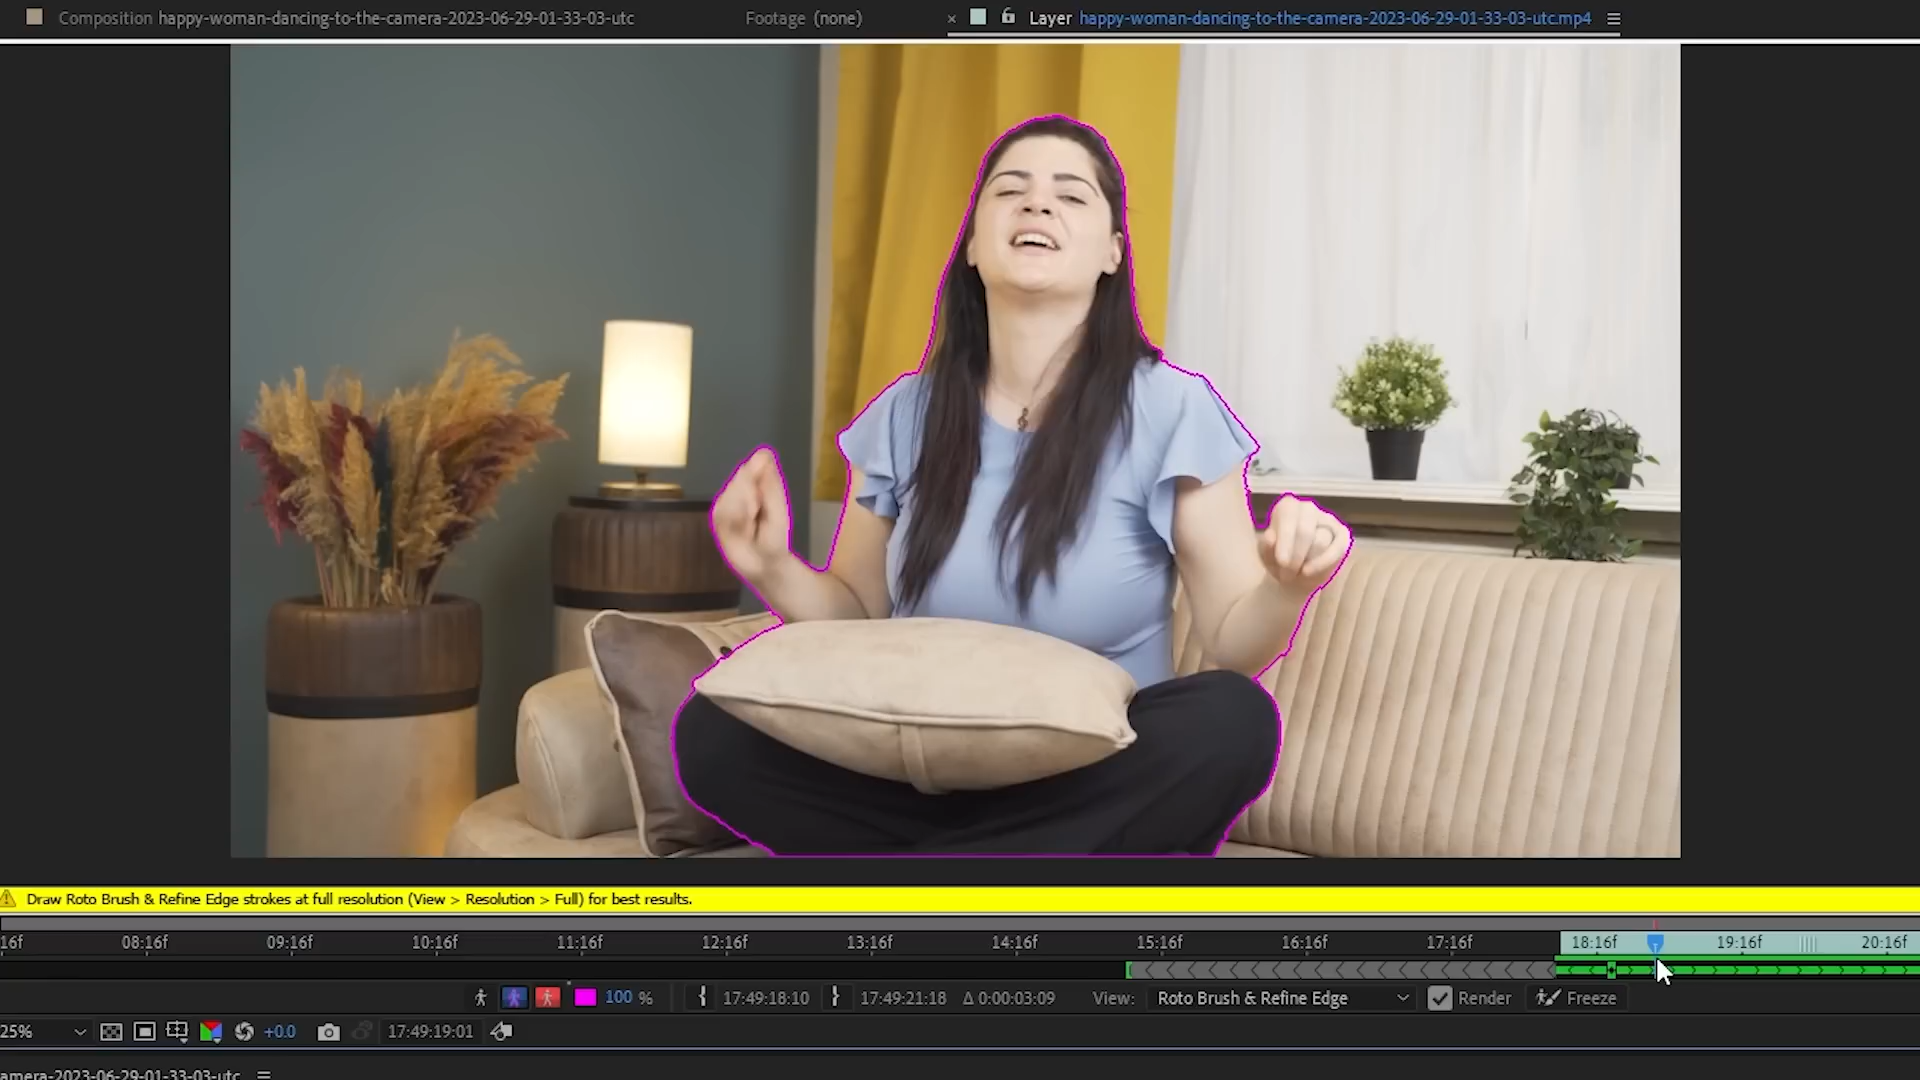 Composition happy-woman-dancing-to-the-camera-2023-06-29-01-33-03-utc Footage (none) × Layer happy-woman-dancing-to-the-camera-2023-06-29-01-33-03-utc.mp4
Draw Roto Brush & Refine Edge strokes at full resolution (View > Resolution > Full) for best results.
16f 08:16f 09:16f 10:16f 11:16f 12:16f 13:16f 14:16f 15:16f 16:16f 17:16f 18:16f 19:16f 20:16f
100 % 17:49:18:10 17:49:21:18 Δ 0:00:03:09 View: Roto Brush & Refine Edge Render Freeze
25% +0.0 17:49:19:01
amera-2023-06-29-01-33-03-utc